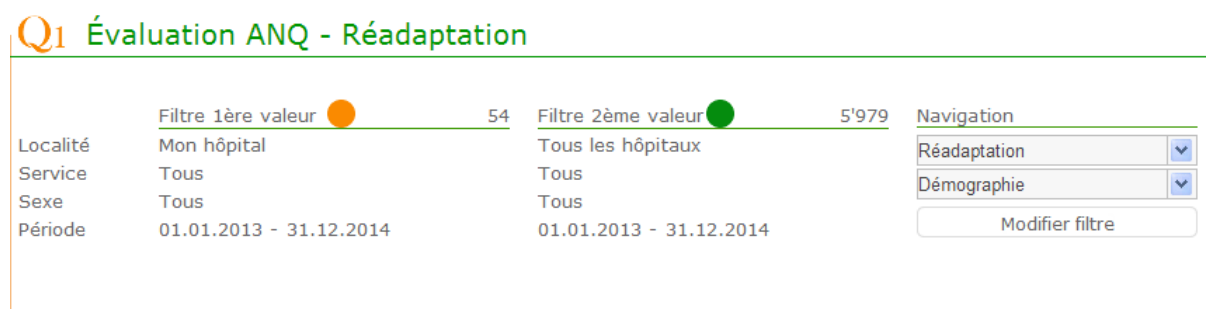 Q1 Évaluation ANQ - Réadaptation
Filtre 1ère valeur 54 Filtre 2ème valeur 5'979 Navigation
Localité Mon hôpital Tous les hôpitaux Réadaptation
Service Tous Tous Démographie
Sexe Tous Tous
Période 01.01.2013 - 31.12.2014 01.01.2013 - 31.12.2014 Modifier filtre